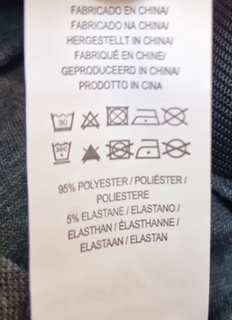 FABRICADO EN CHINA/
FABRICADO NA CHINA/
HERGESTELLT IN CHINA/
FABRIQUÉ EN CHINE/
GEPRODUCEERD IN CHINA/
PRODOTTO IN CINA
30
95% POLYESTER / POLIÉSTER /
POLIESTERE
5% ELASTANE / ELASTANO /
ELASTHAN / ÉLASTHANNE /
ELASTAAN / ELASTAN